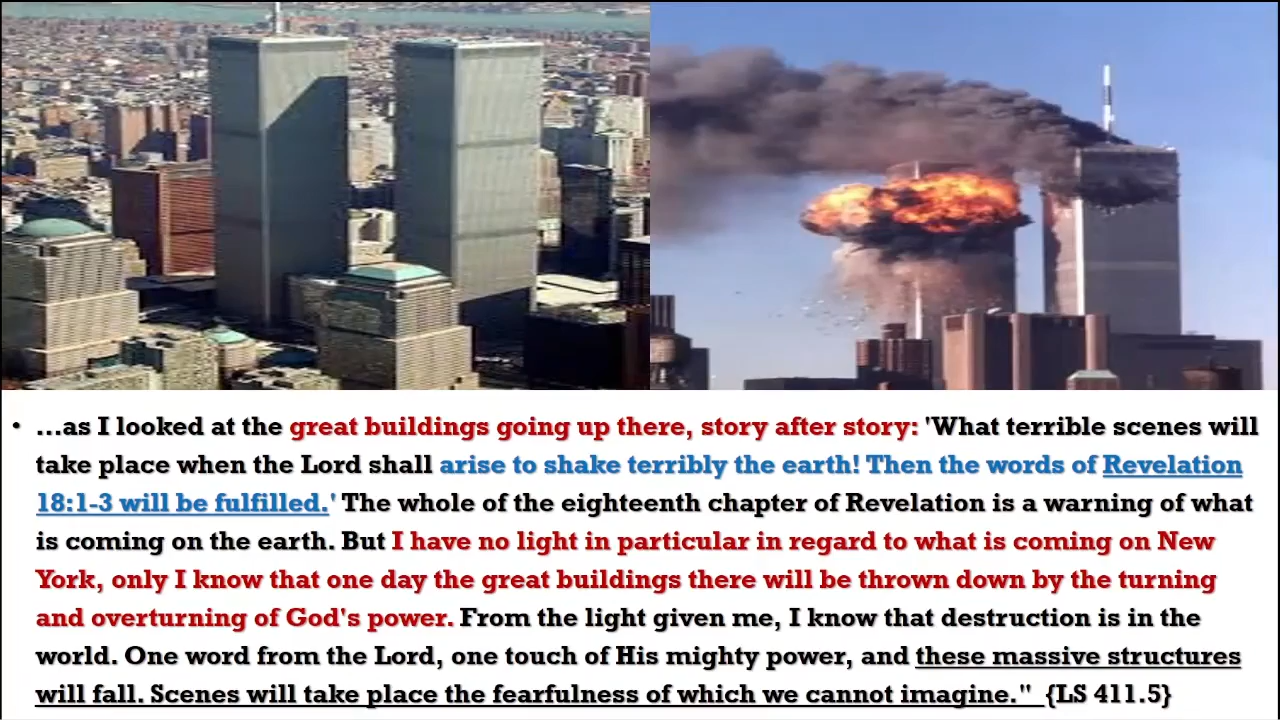 • …as I looked at the great buildings going up there, story after story: 'What terrible scenes will
take place when the Lord shall arise to shake terribly the earth! Then the words of Revelation
18:1-3 will be fulfilled.' The whole of the eighteenth chapter of Revelation is a warning of what
is coming on the earth. But I have no light in particular in regard to what is coming on New
York, only I know that one day the great buildings there will be thrown down by the turning
and overturning of God's power. From the light given me, I know that destruction is in the
world. One word from the Lord, one touch of His mighty power, and these massive structures
will fall. Scenes will take place the fearfulness of which we cannot imagine." {LS 411.5}